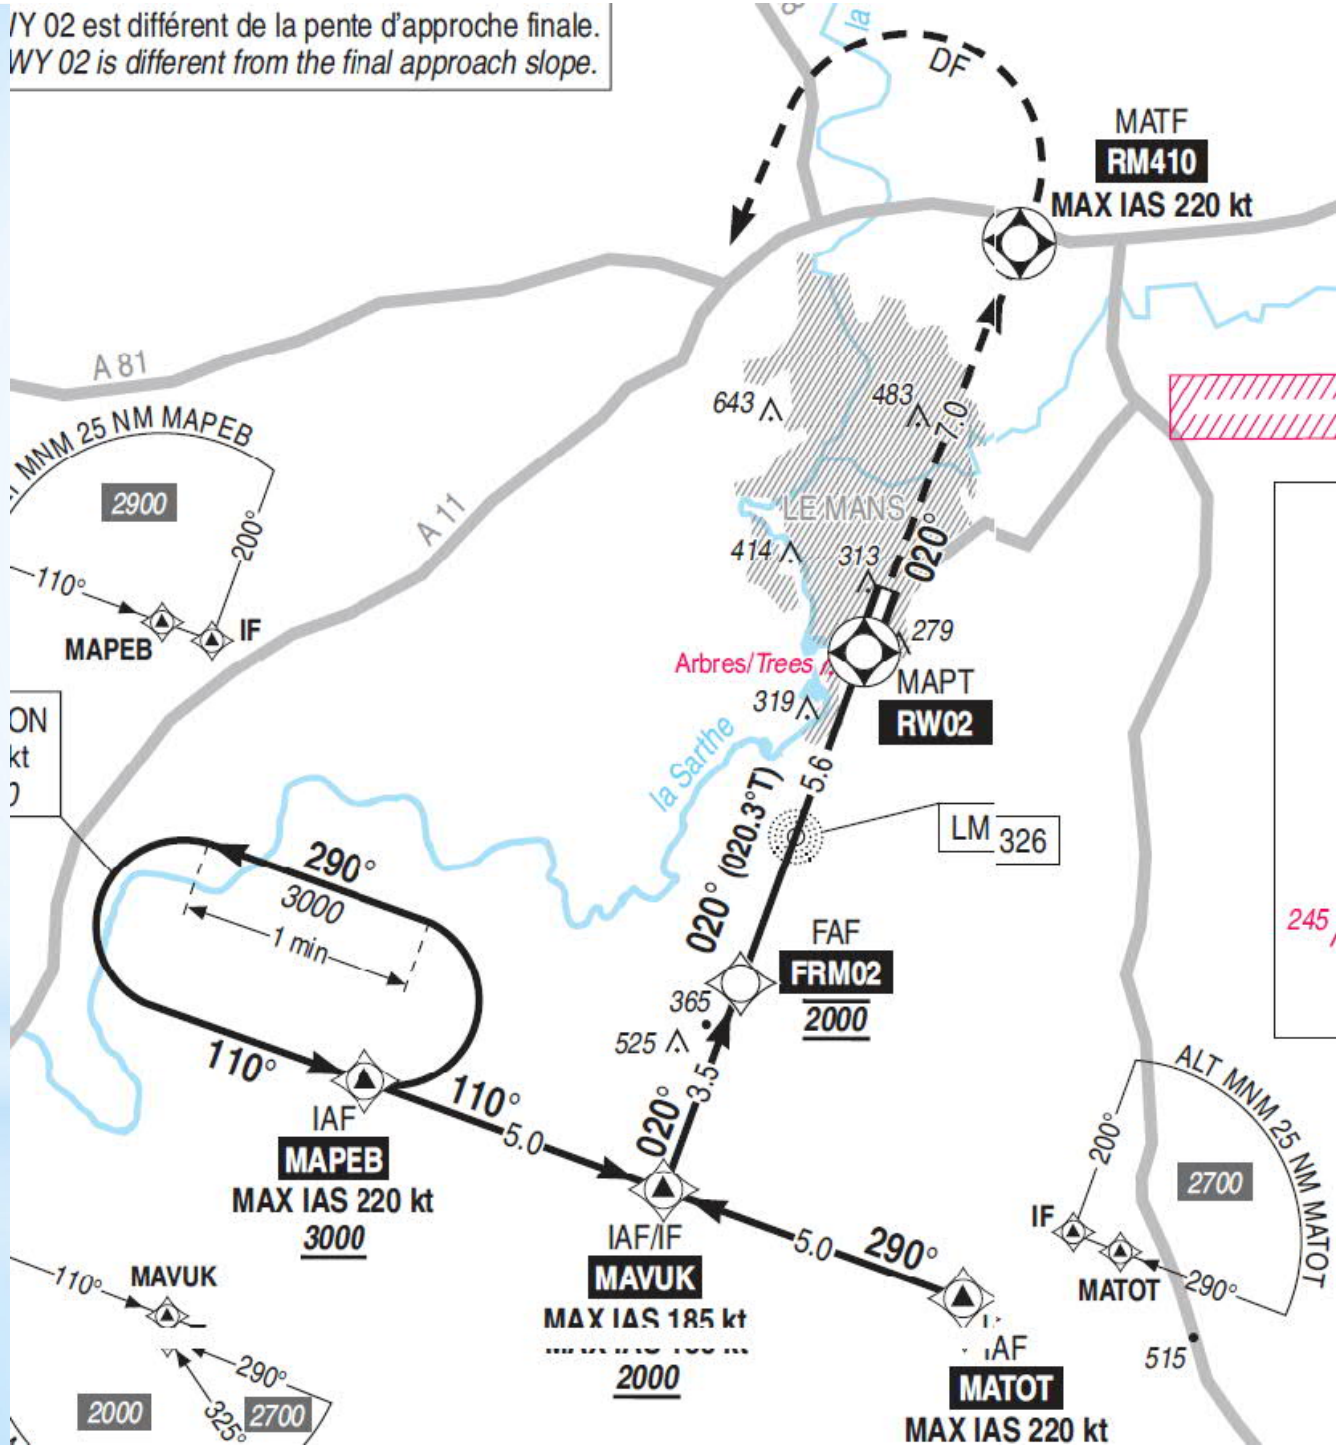 WY 02 est différent de la pente d'approche finale.
WY 02 is different from the final approach slope.
la
DF
MATF
RM410
MAX IAS 220 kt
A 81
MNM 25 NM MAPEB
2900
200°
110°
MAPEB
IF
A 11
643
483
7.0
LE MANS
414
313
020°
279
Arbres/Trees
MAPT
RW02
319
la Sarthe
5.6
020° (020.3°T)
LM
326
ON
kt
290°
3000
1 min
FAF
FRM02
2000
365
525
245
110°
110°
5.0
020°
3.5
IAF
MAPEB
MAX IAS 220 kt
3000
IAF/IF
MAVUK
MAX IAS 185 kt
2000
5.0
290°
IAF
MATOT
MAX IAS 220 kt
ALT MNM 25 NM MATOT
200°
2700
IF
MATOT
290°
515
110°
MAVUK
290°
325°
2000
2700